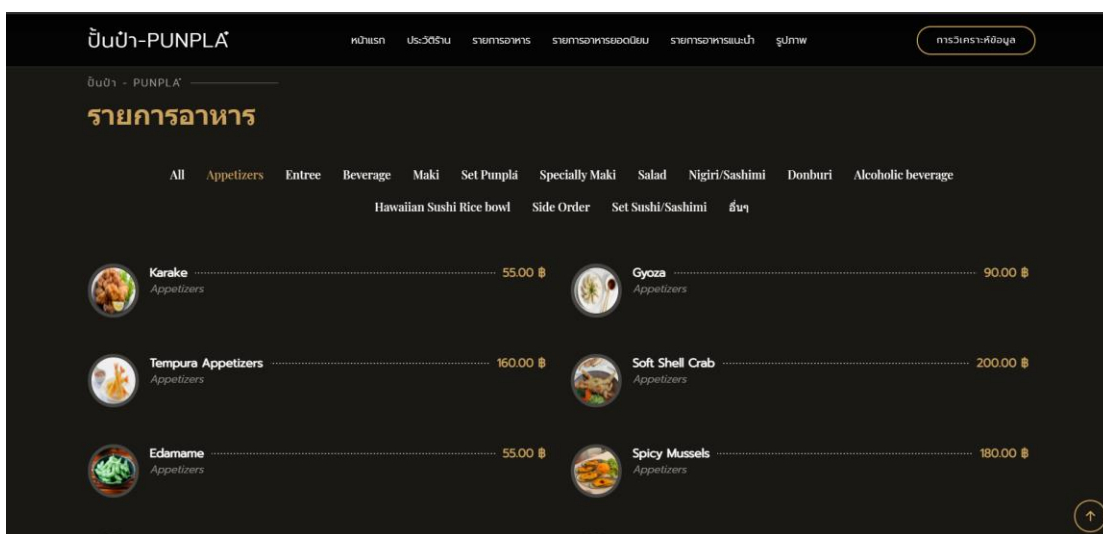 ปั้นป๋า-PUNPLA๋
หน้าแรก ประวัติร้าน รายการอาหาร รายการอาหารยอดนิยม รายการอาหารแนะนำ รูปภาพ การวิเคราะห์ข้อมูล
ปั้นป๋า - PUNPLA๋
รายการอาหาร
All Appetizers Entree Beverage Maki Set Punplá Specially Maki Salad Nigiri/Sashimi Donburi Alcoholic beverage
Hawaiian Sushi Rice bowl Side Order Set Sushi/Sashimi อื่นๆ
Karake 55.00 ฿
Appetizers
Gyoza 90.00 ฿
Appetizers
Tempura Appetizers 160.00 ฿
Appetizers
Soft Shell Crab 200.00 ฿
Appetizers
Edamame 55.00 ฿
Appetizers
Spicy Mussels 180.00 ฿
Appetizers